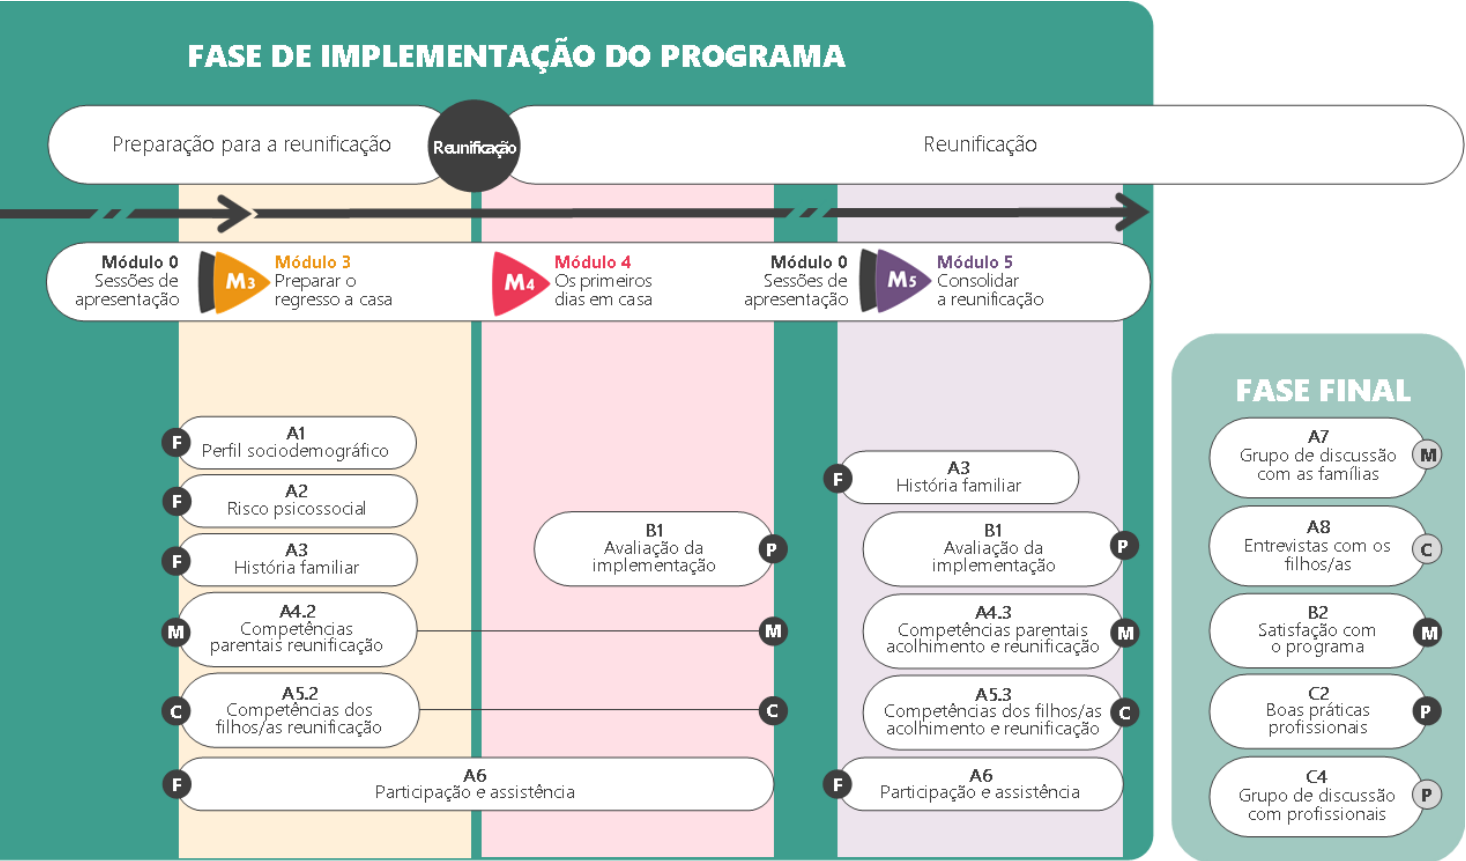 FASE DE IMPLEMENTAÇÃO DO PROGRAMA
Preparação para a reunificação
Reunificação
Reunificação
Módulo 0
Sessões de
apresentação
M3
Módulo 3
Preparar o
regresso a casa
M4
Módulo 4
Os primeiros
dias em casa
Módulo 0
Sessões de
apresentação
M5
Módulo 5
Consolidar
a reunificação
F
A1
Perfil sociodemográfico
F
A2
Risco psicossocial
F
A3
História familiar
M
A4.2
Competências
parentais reunificação
M
C
A5.2
Competências dos
filhos/as reunificação
C
F
A6
Participação e assistência
B1
Avaliação da
implementação
P
F
A3
História familiar
B1
Avaliação da
implementação
P
A4.3
Competências parentais
acolhimento e reunificação
M
A5.3
Competências dos filhos/as
acolhimento e reunificação
C
F
A6
Participação e assistência
FASE FINAL
A7
Grupo de discussão
com as famílias
M
A8
Entrevistas com os
filhos/as
C
B2
Satisfação com
o programa
M
C2
Boas práticas
profissionais
P
C4
Grupo de discussão
com profissionais
P